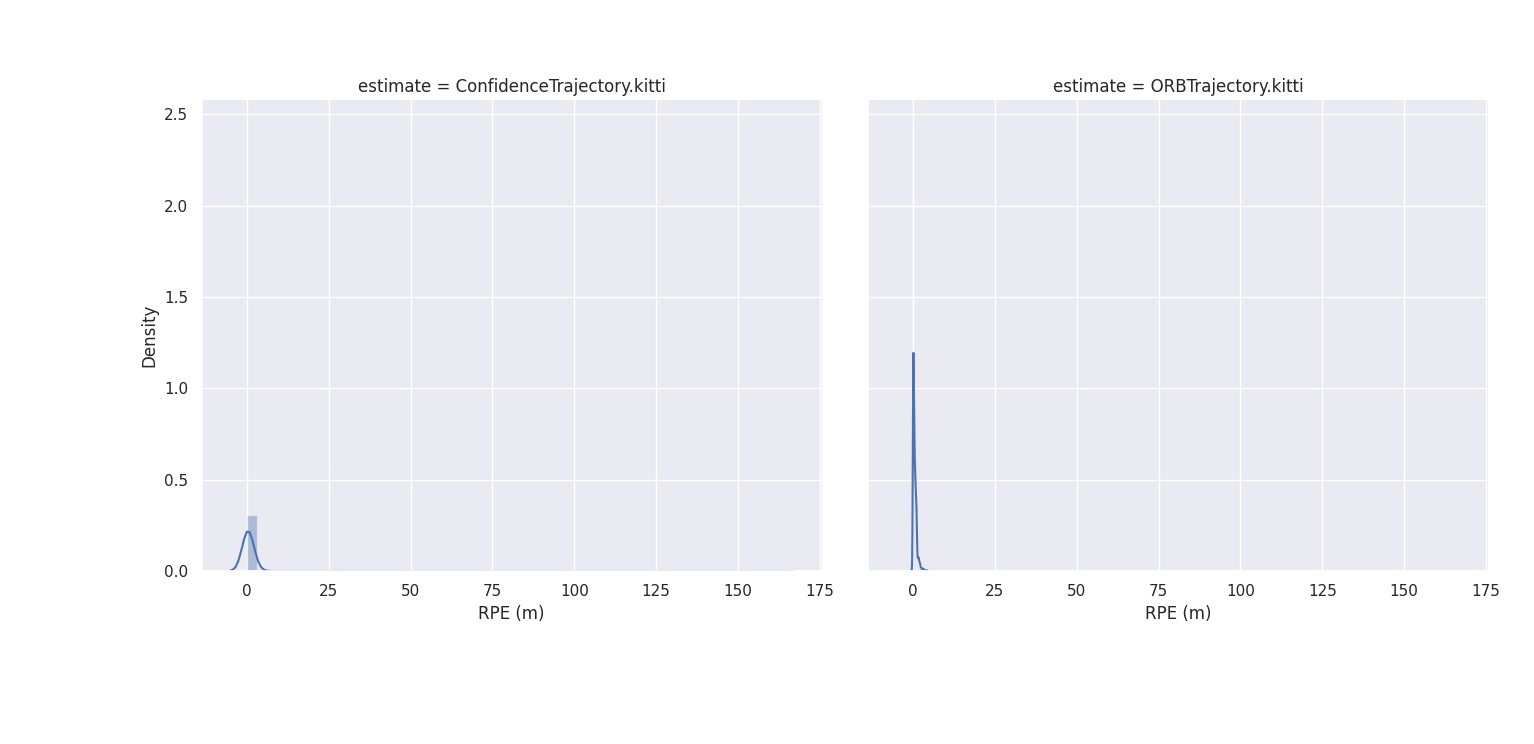 estimate = ConfidenceTrajectory.kitti
estimate = ORBTrajectory.kitti
2.5
2.0
1.5
1.0
0.5
0.0
Density
0 25 50 75 100 125 150 175
0 25 50 75 100 125 150 175
RPE (m)
RPE (m)